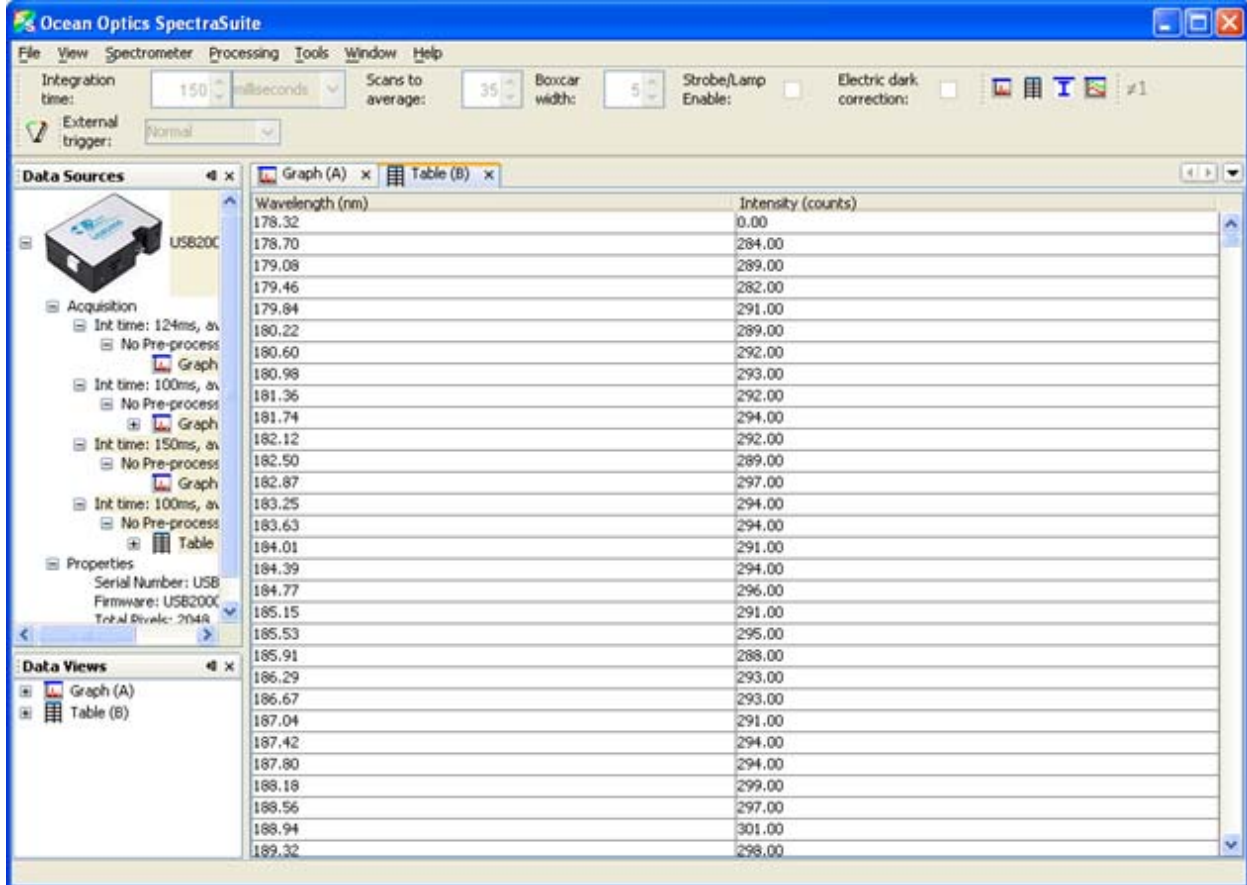 Ocean Optics SpectraSuite
File View Spectrometer Processing Tools Window Help
Integration time: 150 milliseconds Scans to average: 35 Boxcar width: 5 Strobe/Lamp Enable: Electric dark correction: ≠1
External trigger: Normal
Data Sources
USB200
Acquisition
Int time: 124ms, av
No Pre-process
Graph
Int time: 100ms, av
No Pre-process
Graph
Int time: 150ms, av
No Pre-process
Graph
Int time: 100ms, av
No Pre-process
Table
Properties
Serial Number: USB
Firmware: USB200
Total Pixels: 2048
Data Views
Graph (A)
Table (B)
Graph (A) Table (B)
Wavelength (nm) Intensity (counts)
178.32 0.00
178.70 284.00
179.08 289.00
179.46 282.00
179.84 291.00
180.22 289.00
180.60 292.00
180.98 293.00
181.36 292.00
181.74 294.00
182.12 292.00
182.50 289.00
182.87 297.00
183.25 294.00
183.63 294.00
184.01 291.00
184.39 294.00
184.77 296.00
185.15 291.00
185.53 295.00
185.91 288.00
186.29 293.00
186.67 293.00
187.04 291.00
187.42 294.00
187.80 294.00
188.18 299.00
188.56 297.00
188.94 301.00
189.32 298.00